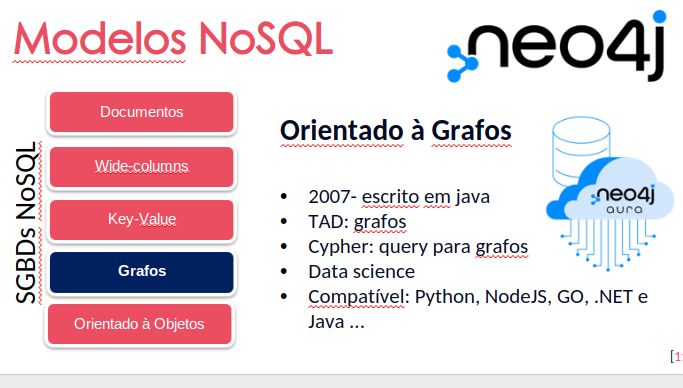 Modelos NoSQL
neo4j
SGBDs NoSQL
Documentos
Wide-columns
Key-Value
Grafos
Orientado à Objetos
Orientado à Grafos
• 2007- escrito em java
• TAD: grafos
• Cypher: query para grafos
• Data science
• Compatível: Python, NodeJS, GO, .NET e
Java ...
neo4j
aura